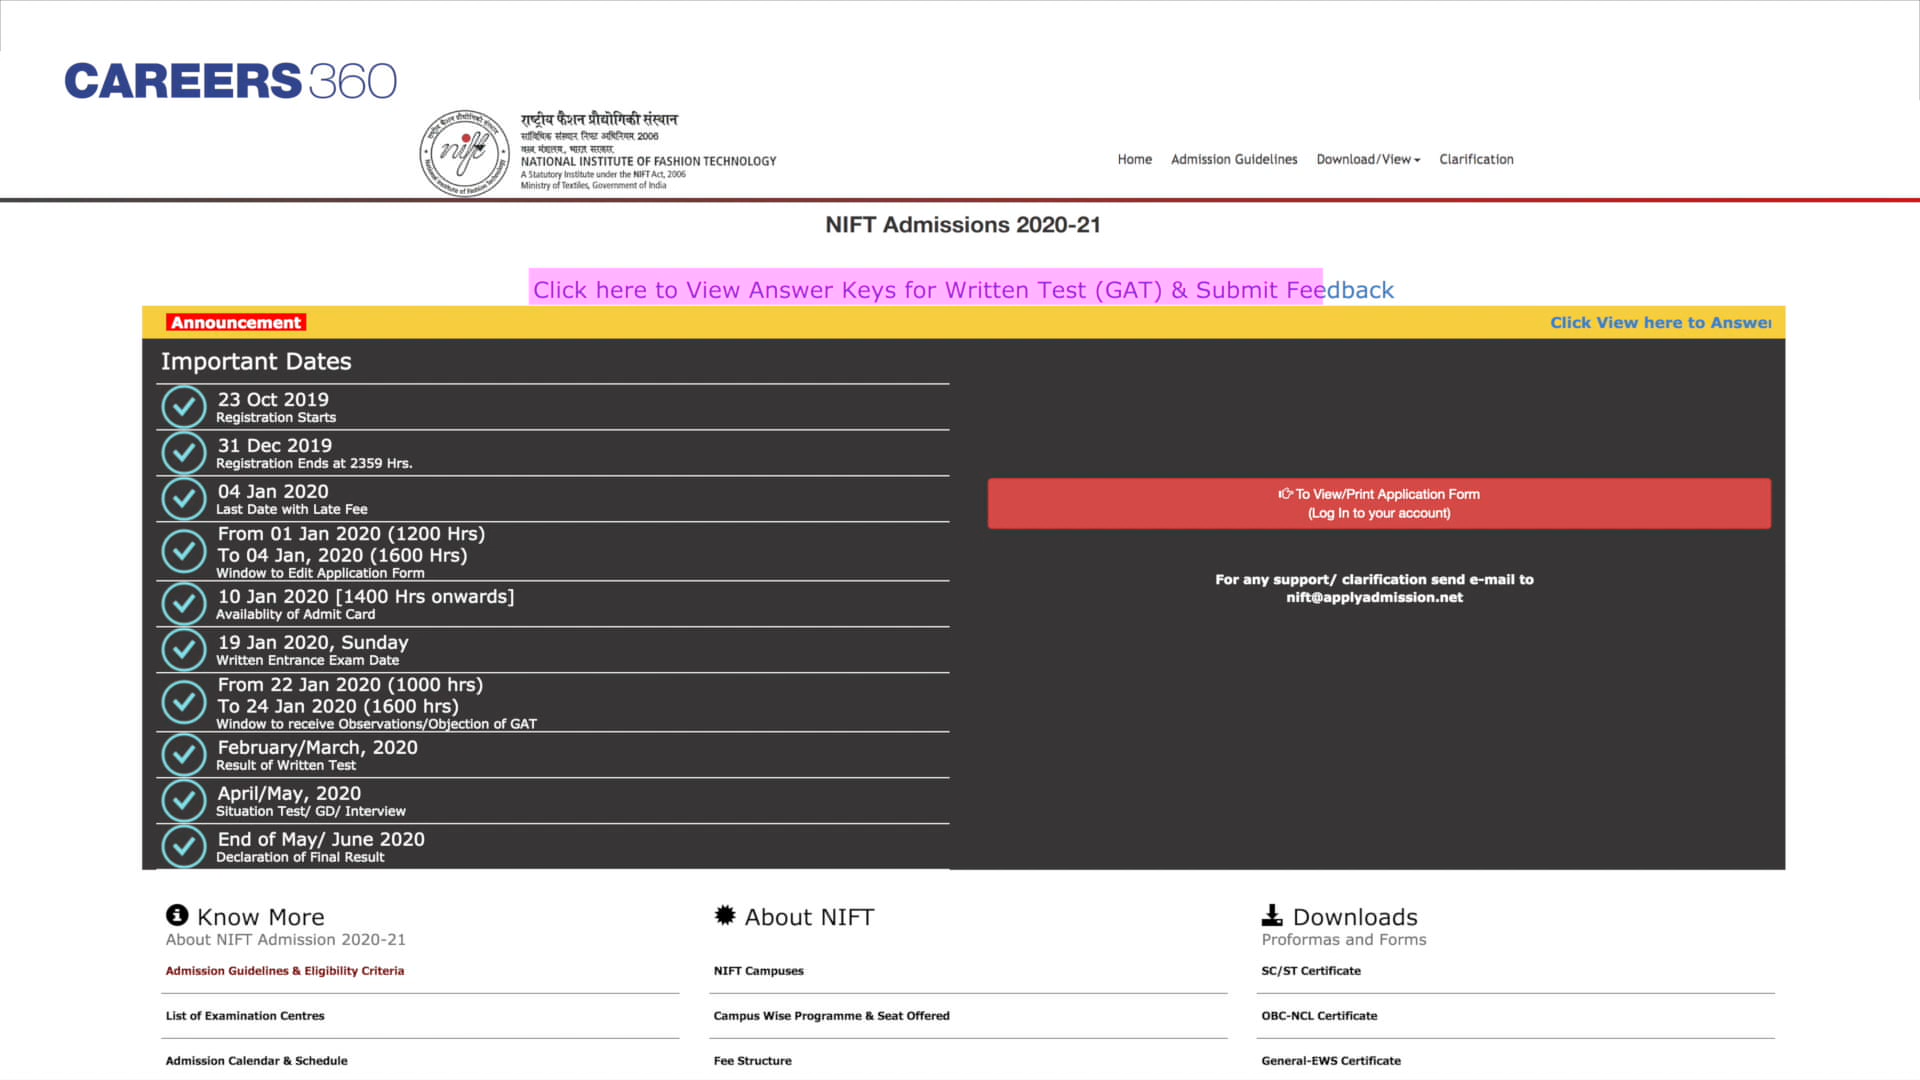 CAREERS360
राष्ट्रीय फैशन प्रौद्योगिकी संस्थान
सांविधिक संस्थान निफ्ट अधिनियम 2006
वस्त्र मंत्रालय, भारत सरकार
NATIONAL INSTITUTE OF FASHION TECHNOLOGY
A Statutory Institute under the NIFT Act, 2006
Ministry of Textiles, Government of India
nift
Home Admission Guidelines Download/View Clarification
NIFT Admissions 2020-21
Click here to View Answer Keys for Written Test (GAT) & Submit Feedback
Announcement
Click View here to Answer
Important Dates
23 Oct 2019
Registration Starts
31 Dec 2019
Registration Ends at 2359 Hrs.
04 Jan 2020
Last Date with Late Fee
From 01 Jan 2020 (1200 Hrs)
To 04 Jan, 2020 (1600 Hrs)
Window to Edit Application Form
10 Jan 2020 [1400 Hrs onwards]
Availablity of Admit Card
19 Jan 2020, Sunday
Written Entrance Exam Date
From 22 Jan 2020 (1000 hrs)
To 24 Jan 2020 (1600 hrs)
Window to receive Observations/Objection of GAT
February/March, 2020
Result of Written Test
April/May, 2020
Situation Test/ GD/ Interview
End of May/ June 2020
Declaration of Final Result
To View/Print Application Form
(Log In to your account)
For any support/ clarification send e-mail to
nift@applyadmission.net
Know More
About NIFT Admission 2020-21
Admission Guidelines & Eligibility Criteria
List of Examination Centres
Admission Calendar & Schedule
About NIFT
NIFT Campuses
Campus Wise Programme & Seat Offered
Fee Structure
Downloads
Proformas and Forms
SC/ST Certificate
OBC-NCL Certificate
General-EWS Certificate